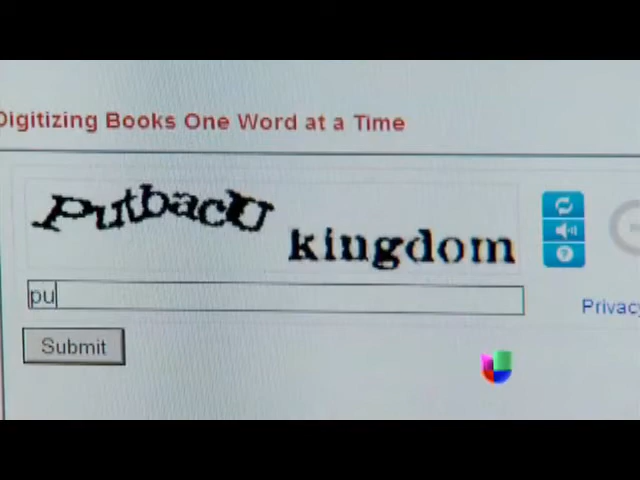 Digitizing Books One Word at a Time
PutbacU kingdom
pu
Privacy
Submit